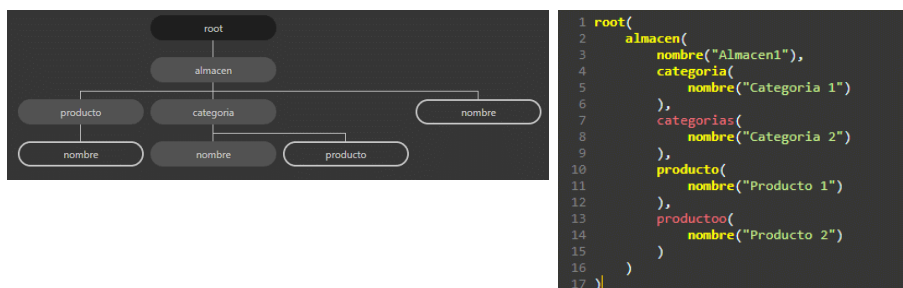 root
almacen
producto categoria nombre
nombre nombre producto
1 root(
2 almacen(
3 nombre("Almacen1"),
4 categoria(
5 nombre("Categoria 1")
6 ),
7 categorias(
8 nombre("Categoria 2")
9 ),
10 producto(
11 nombre("Producto 1")
12 ),
13 productoo(
14 nombre("Producto 2")
15 )
16 )
17 )